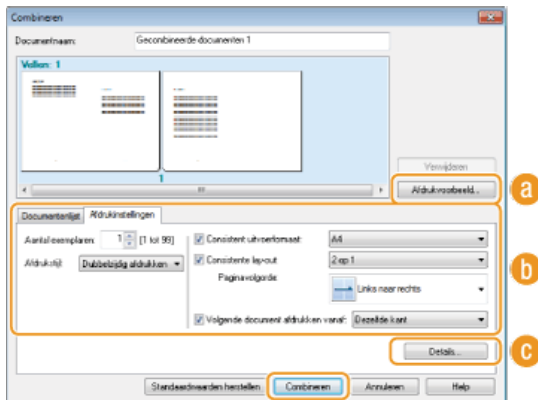 Combineren
Documentnaam: Gecombineerde documenten 1
Vellen: 1
1
Verwijderen
Afdrukvoorbeeld... a
Documentenlijst Afdrukinstellingen
Aantal exemplaren: 1 [1 tot 99] Consistent uitvoerformaat: A4
Afdrukstijl: Dubbelzijdig afdrukken Consistente lay-out 2 op 1
b
Paginavolgorde: Links naar rechts
Volgende document afdrukken vanaf: Dezelfde kant
Details... c
Standaardwaarden herstellen Combineren Annuleren Help